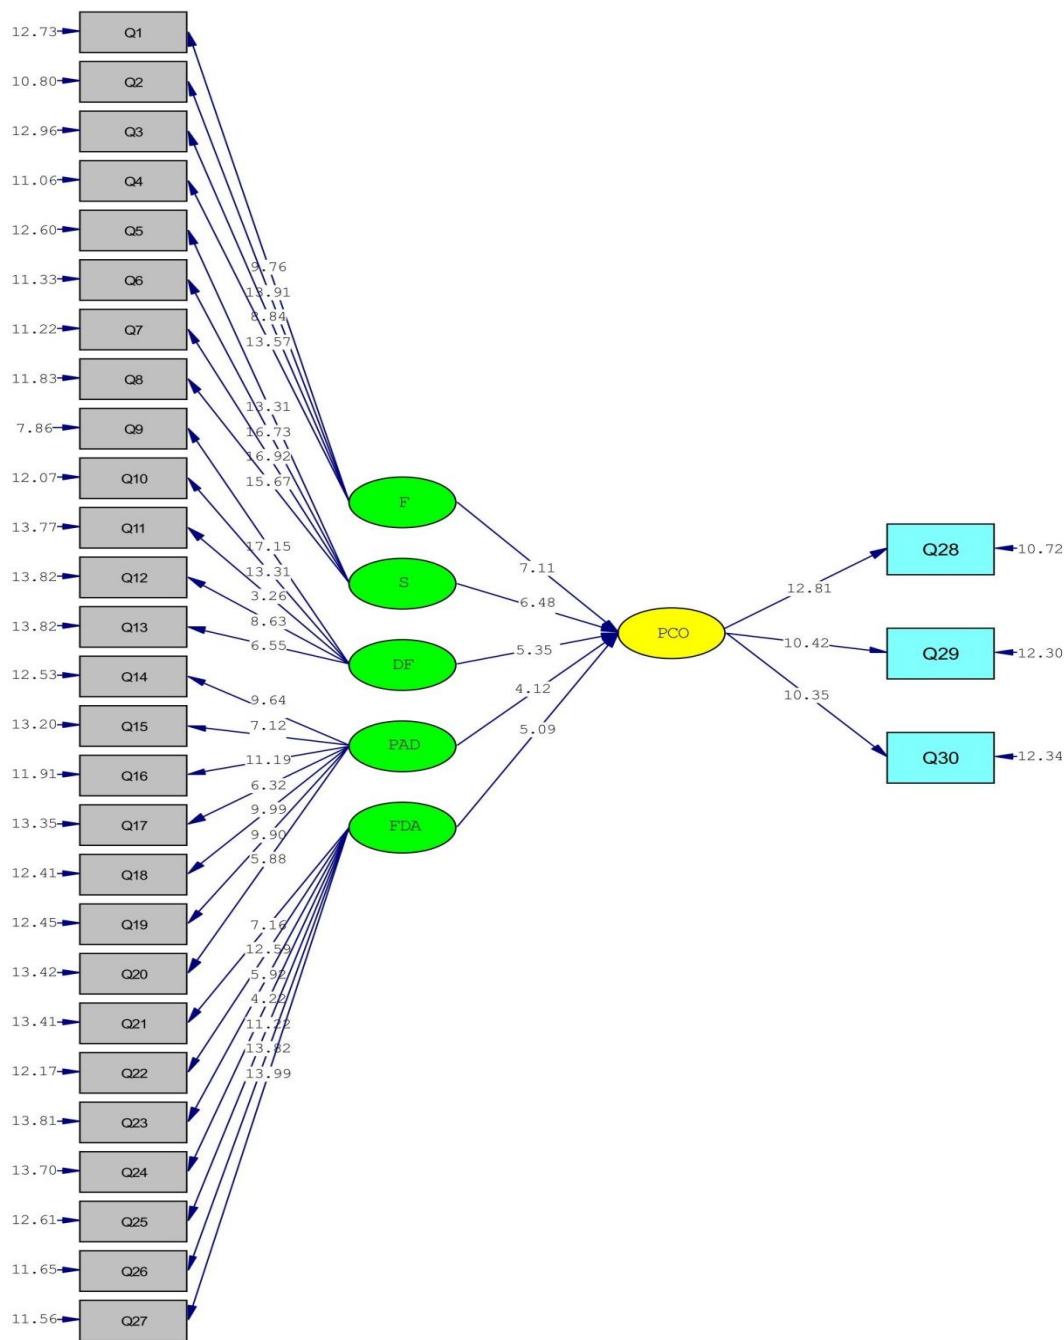 12.73 Q1
10.80 Q2
12.96 Q3
11.06 Q4
12.60 Q5
11.33 Q6
11.22 Q7
11.83 Q8
7.86 Q9
12.07 Q10
13.77 Q11
13.82 Q12
13.82 Q13
12.53 Q14
13.20 Q15
11.91 Q16
13.35 Q17
12.41 Q18
12.45 Q19
13.42 Q20
13.41 Q21
12.17 Q22
13.81 Q23
13.70 Q24
12.61 Q25
11.65 Q26
11.56 Q27
9.76
13.91
8.84
13.57
13.31
16.73
16.92
15.67
17.15
13.31
3.26
8.63
6.55
9.64
7.12
11.19
6.32
9.99
9.90
5.88
7.16
12.59
5.92
4.22
11.22
13.82
13.99
F
S
DF
PAD
FDA
7.11
6.48
5.35
4.12
5.09
PCO
12.81
10.42
10.35
Q28 10.72
Q29 12.30
Q30 12.34